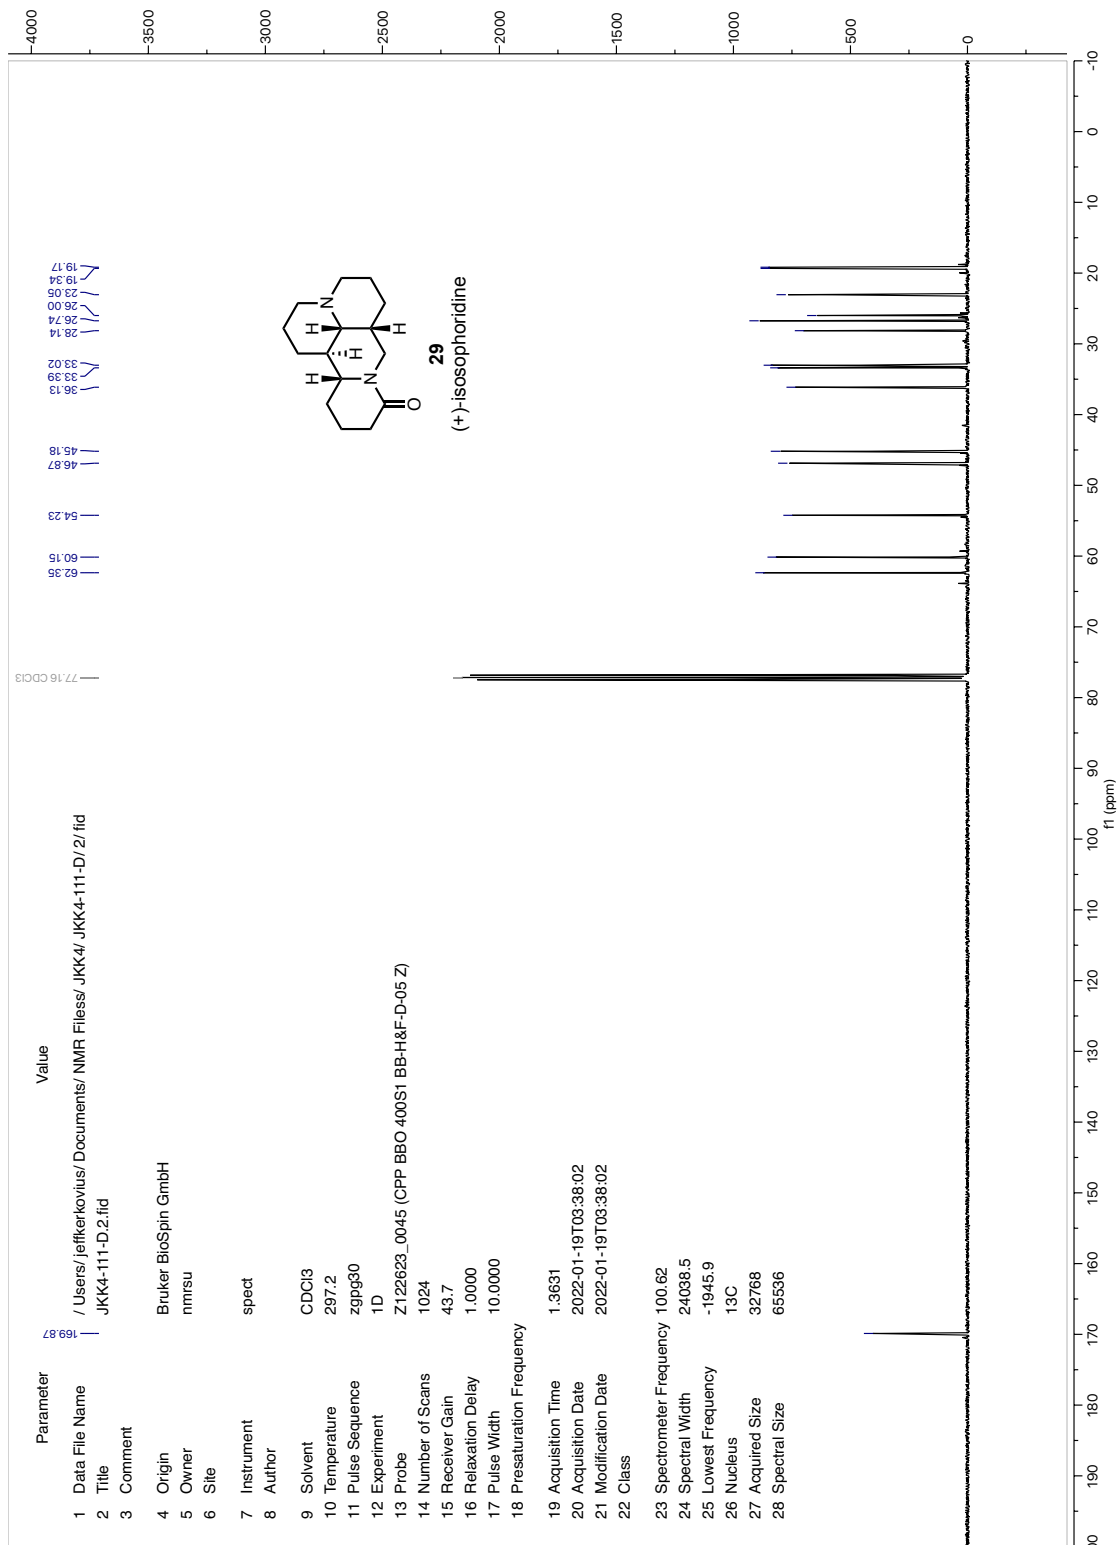 Parameter Value
1 Data File Name / Users/ jeffkerkovius/ Documents/ NMR Filess/ JKK4/ JKK4-111-D/ 2/ fid
2 Title JKK4-111-D.2.fid
3 Comment
4 Origin Bruker BioSpin GmbH
5 Owner nmrsu
6 Site
7 Instrument spect
8 Author
9 Solvent CDCl3
10 Temperature 297.2
11 Pulse Sequence zgpg30
12 Experiment 1D
13 Probe Z122623_0045 (CPP BBO 400S1 BB-H&F-D-05 Z)
14 Number of Scans 1024
15 Receiver Gain 43.7
16 Relaxation Delay 1.0000
17 Pulse Width 10.0000
18 Presaturation Frequency
19 Acquisition Time 1.3631
20 Acquisition Date 2022-01-19T03:38:02
21 Modification Date 2022-01-19T03:38:02
22 Class
23 Spectrometer Frequency 100.62
24 Spectral Width 24038.5
25 Lowest Frequency -1945.9
26 Nucleus 13C
27 Acquired Size 32768
28 Spectral Size 65536
169.87
77.16 CDCl3
62.35
60.15
54.23
46.87
45.18
36.13
33.39
33.02
28.14
26.74
26.00
23.05
19.34
19.17
H
H
N
H
H
N
O
29
(+)-isosophoridine
4000
3500
3000
2500
2000
1500
1000
500
0
190 180 170 160 150 140 130 120 110 100 90 80 70 60 50 40 30 20 10 0 -10
f1 (ppm)